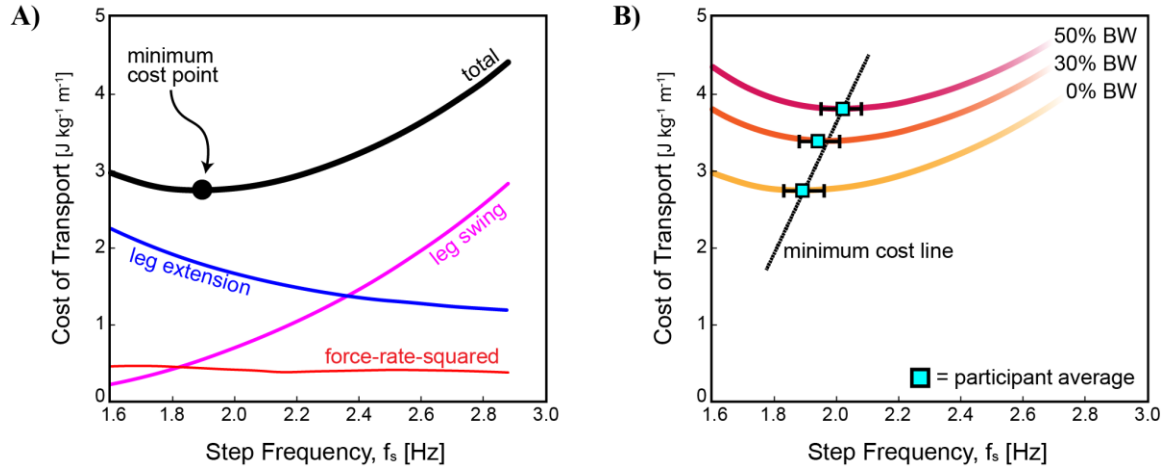 A)
Cost of Transport [J kg⁻¹ m⁻¹]
5
4
3
2
1
0
minimum
cost point
total
leg extension
leg swing
force-rate-squared
1.6
1.8
2.0
2.2
2.4
2.6
2.8
3.0
Step Frequency, fₛ [Hz]
B)
Cost of Transport [J kg⁻¹ m⁻¹]
5
4
3
2
1
0
50% BW
30% BW
0% BW
minimum cost line
= participant average
1.6
1.8
2.0
2.2
2.4
2.6
2.8
3.0
Step Frequency, fₛ [Hz]